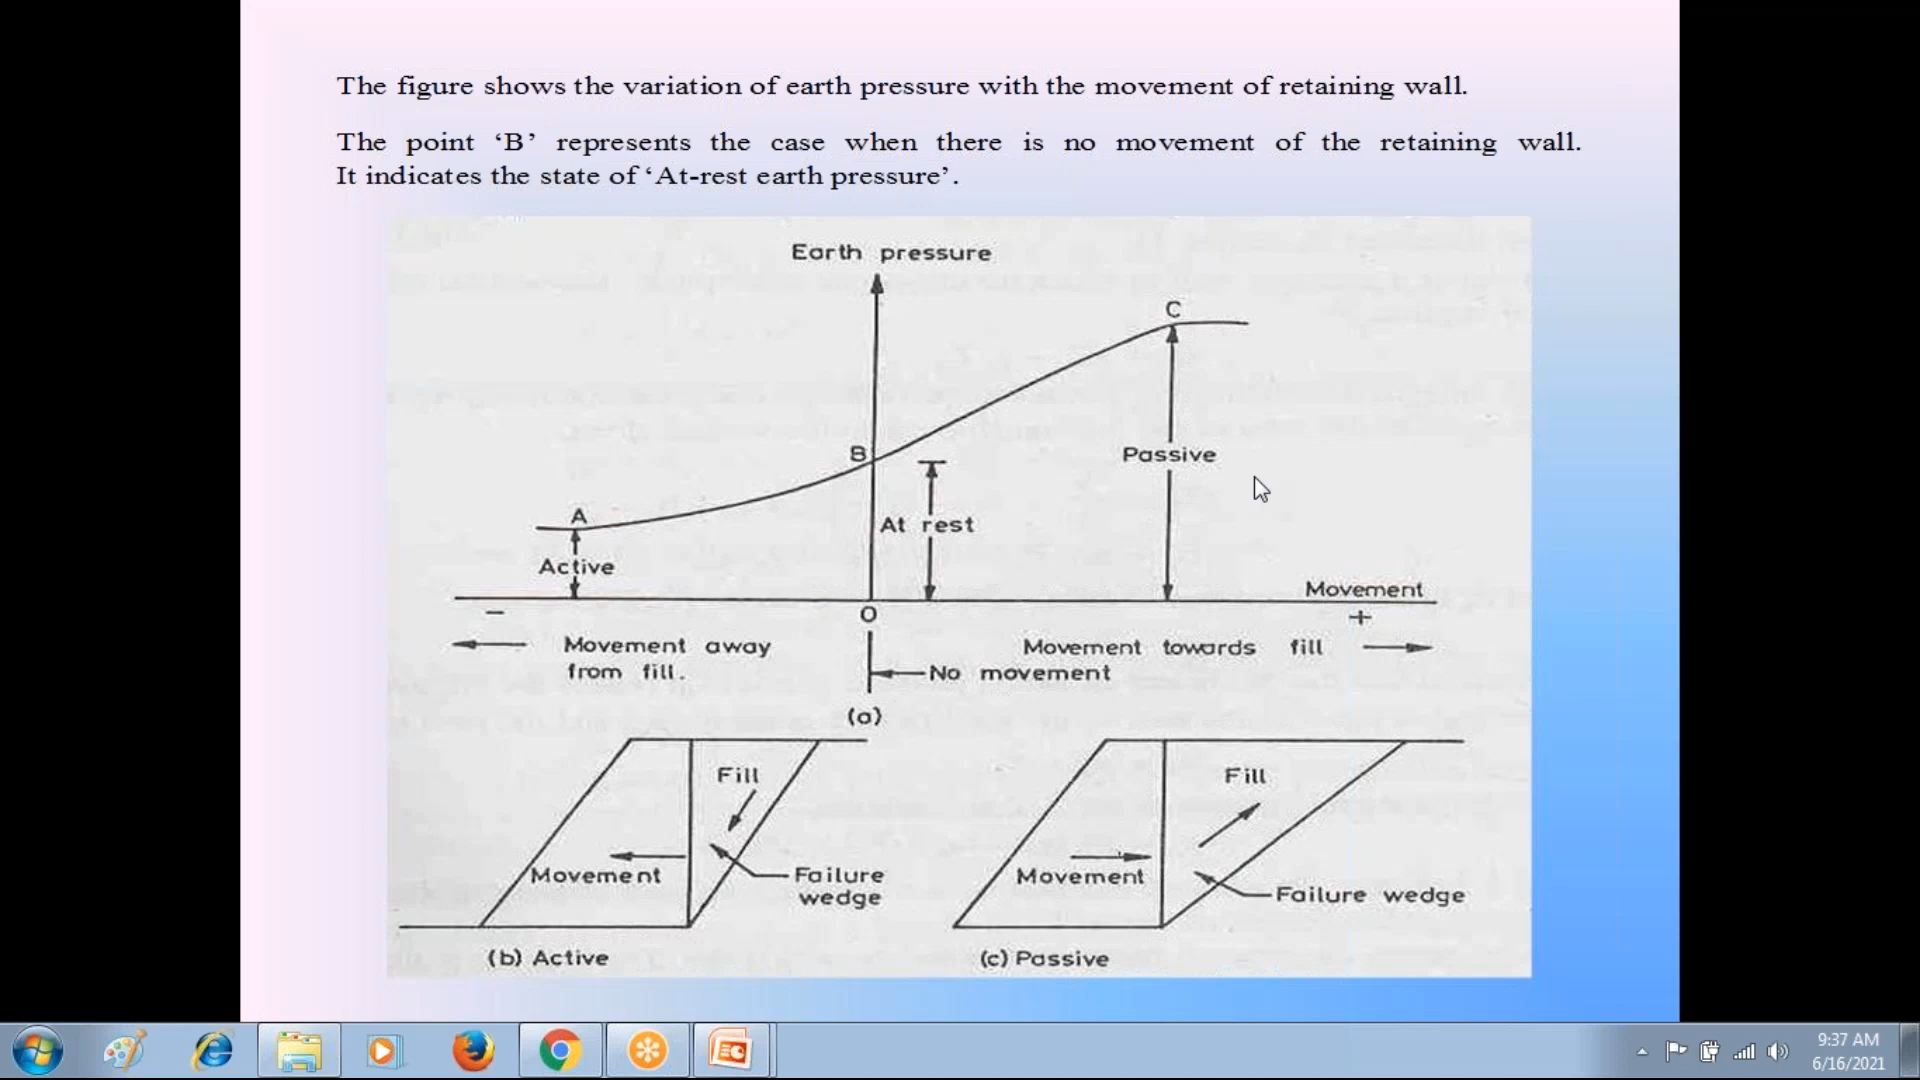 The figure shows the variation of earth pressure with the movement of retaining wall.
The point ‘B’ represents the case when there is no movement of the retaining wall.
It indicates the state of ‘At-rest earth pressure’.
Earth pressure
C
B
Passive
A
At rest
Active
Movement
−
O
+
Movement away
from fill.
Movement towards fill
No movement
(a)
Fill
Movement
Failure
wedge
(b) Active
Fill
Movement
Failure wedge
(c) Passive
9:37 AM
6/16/2021